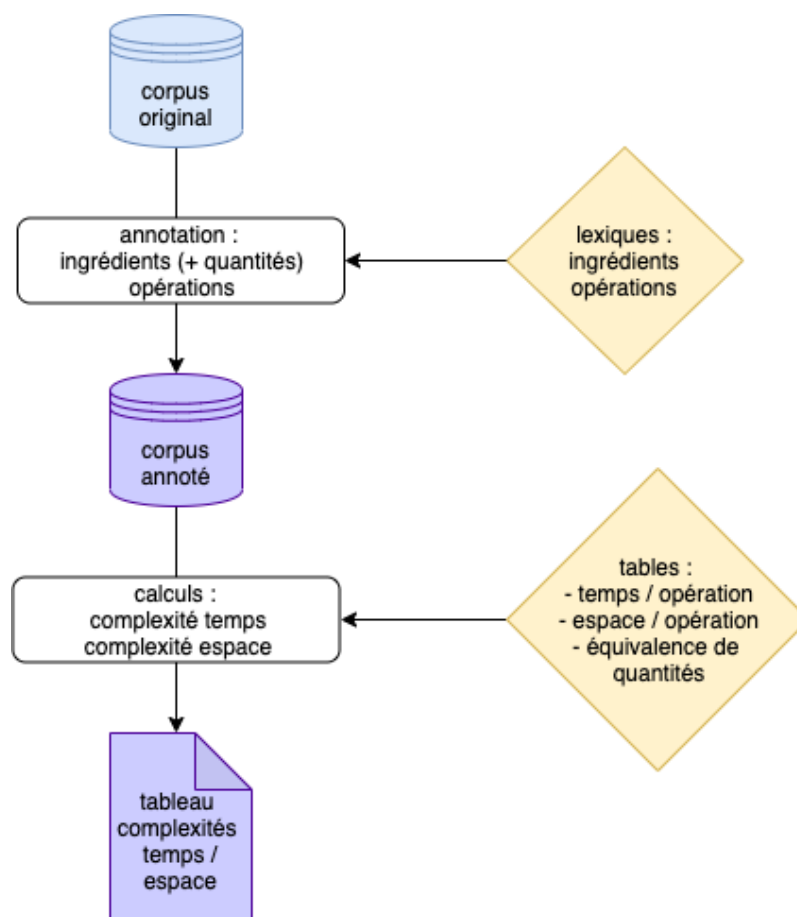 corpus
original
annotation :
ingrédients (+ quantités)
opérations
lexiques :
ingrédients
opérations
corpus
annoté
calculs :
complexité temps
complexité espace
tables :
- temps / opération
- espace / opération
- équivalence de
quantités
tableau
complexités
temps /
espace